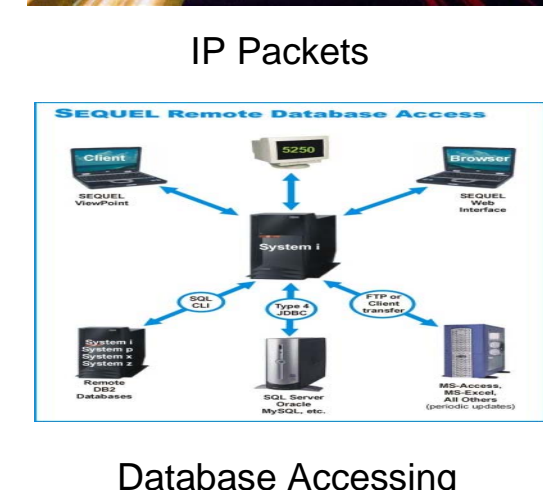 IP Packets
SEQUEL Remote Database Access
Client
5250
Browser
SEQUEL
ViewPoint
SEQUEL
Web
Interface
System i
SQL
CLI
Type 4
JDBC
FTP or
Client
transfer
System i
System p
System x
System z
Remote
DB2
Databases
SQL Server
Oracle
MySQL, etc.
MS-Access,
MS-Excel,
All Others
(periodic updates)
Database Accessing